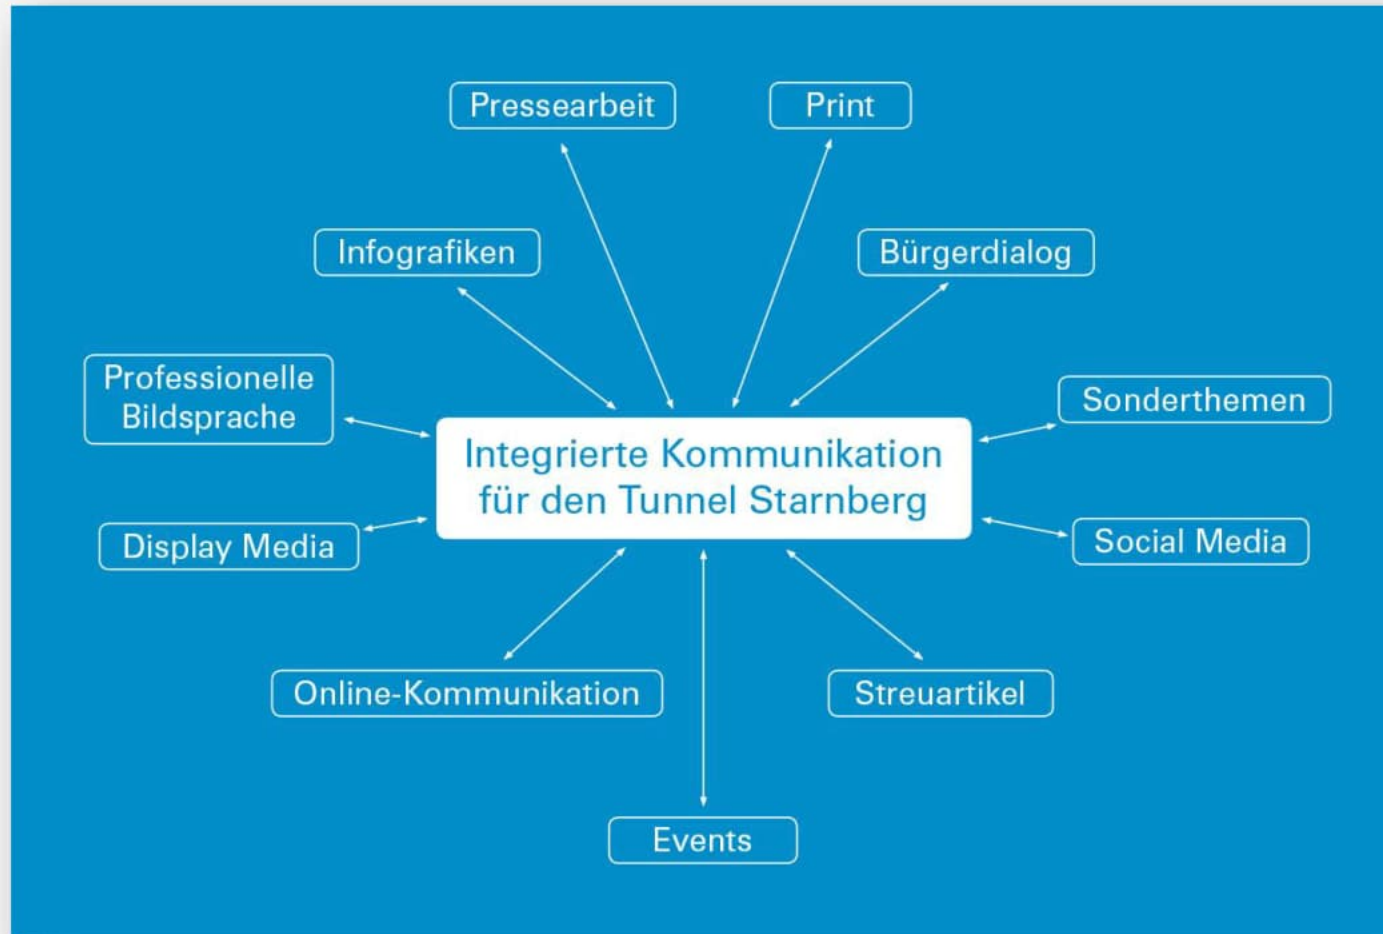 Pressearbeit
Print
Infografiken
Bürgerdialog
Professionelle
Bildsprache
Sonderthemen
Integrierte Kommunikation
für den Tunnel Starnberg
Display Media
Social Media
Online-Kommunikation
Streuartikel
Events